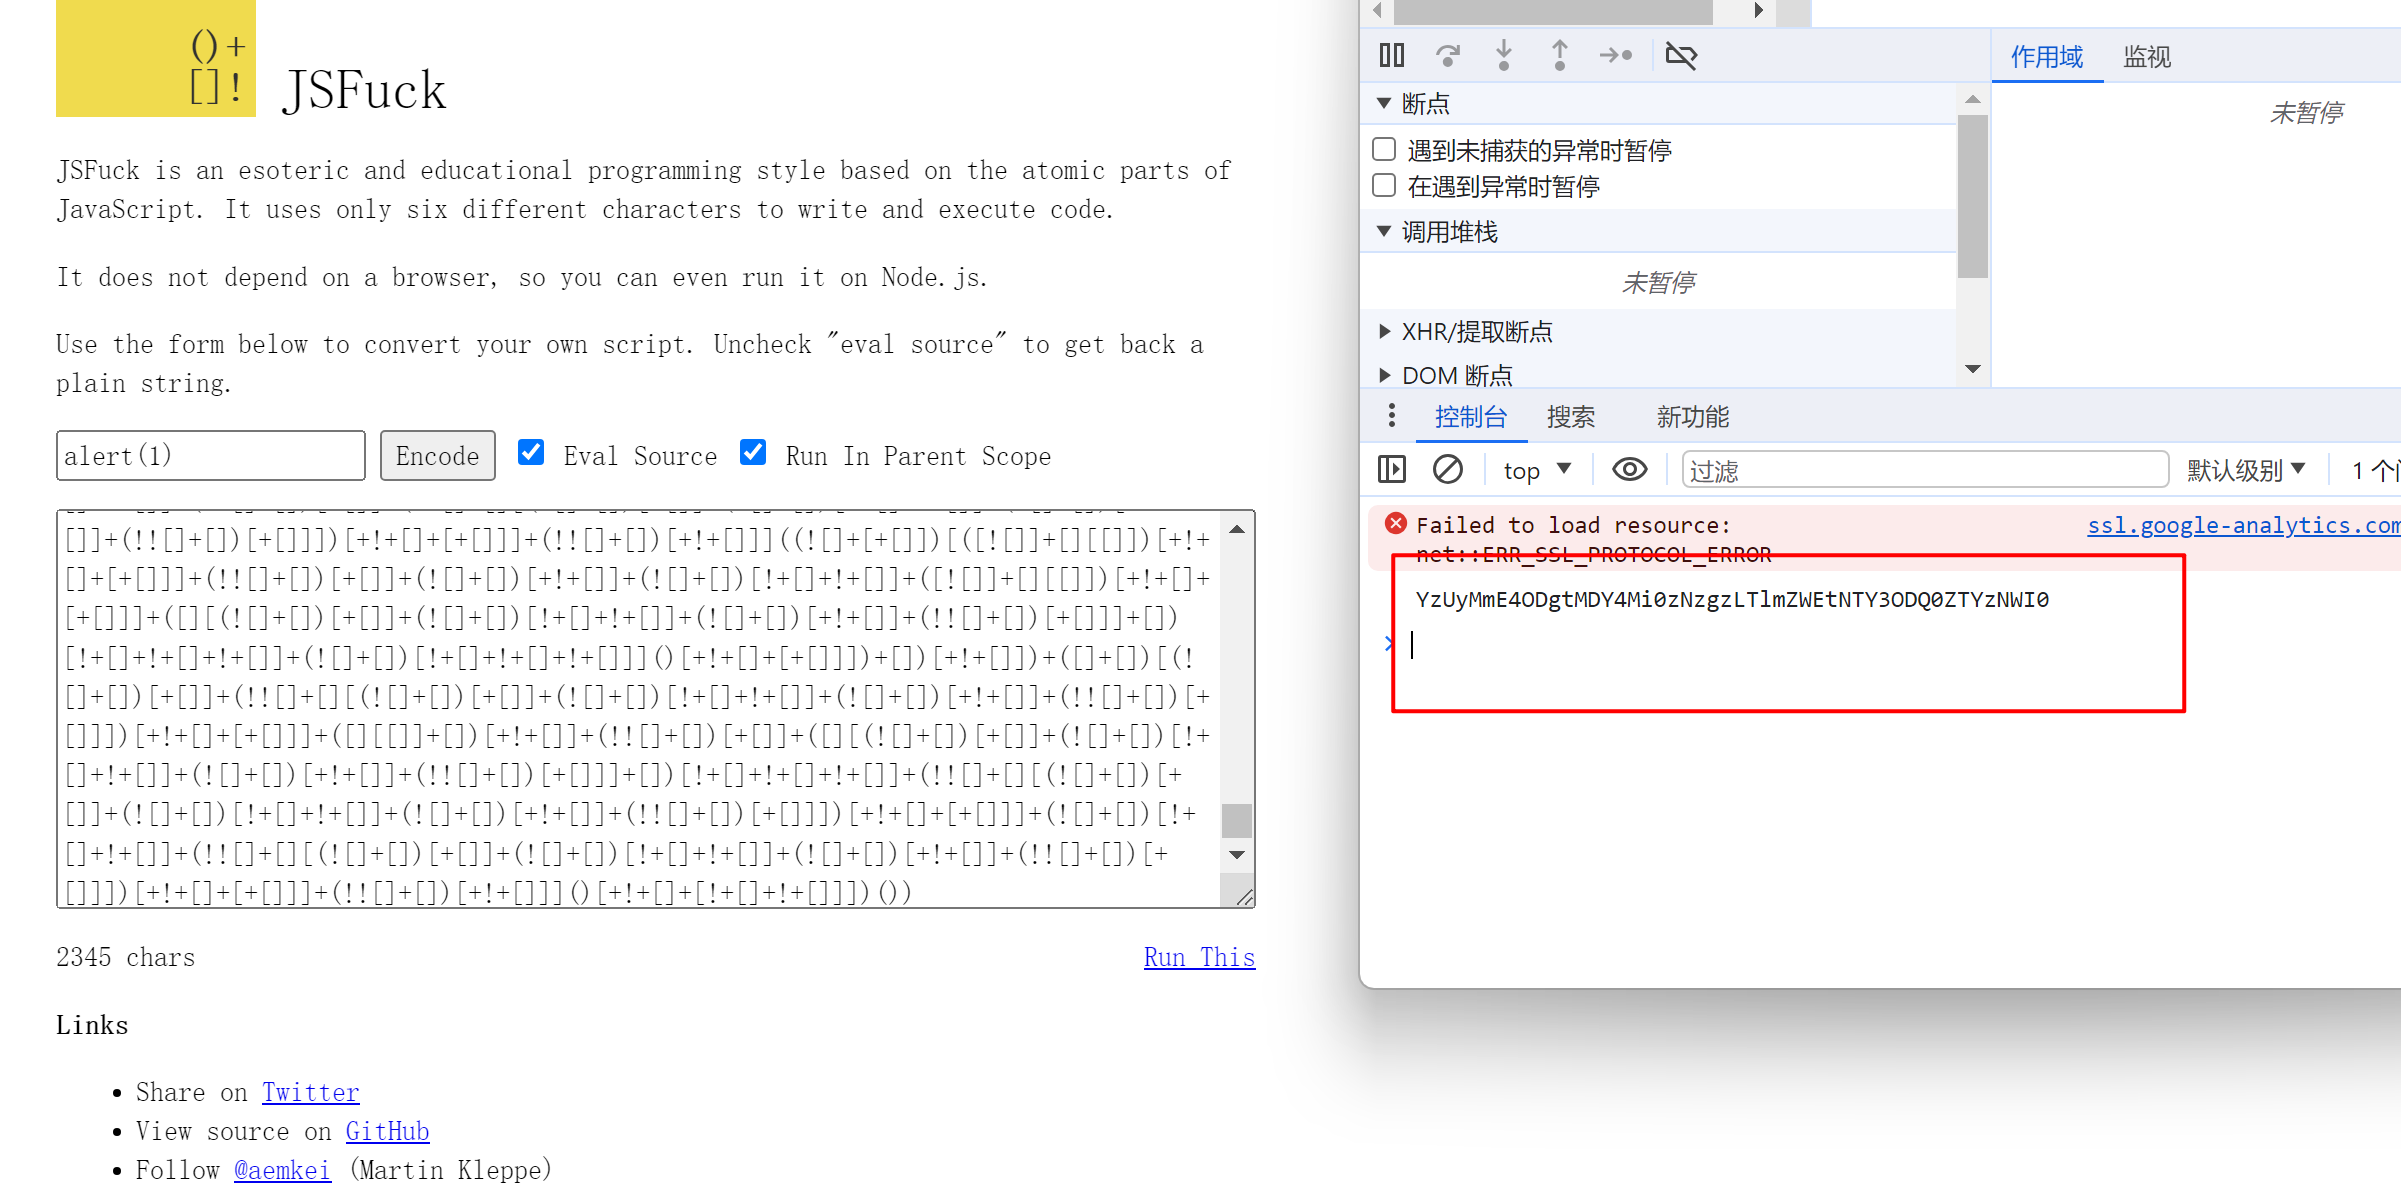 ()+
[]!
JSFuck
JSFuck is an esoteric and educational programming style based on the atomic parts of
JavaScript. It uses only six different characters to write and execute code.
It does not depend on a browser, so you can even run it on Node.js.
Use the form below to convert your own script. Uncheck "eval source" to get back a
plain string.
alert(1)
Encode
Eval Source
Run In Parent Scope
[]]+(!![]+[])[+[]]])[+!+[]+[+[]]]+(!![]+[])[+!+[]]]((![]+[+[]])[([![]]+[][[]])[+!+
[]+[+[]]]+(!![]+[])[+[]]+(![]+[])[+!+[]]+(![]+[])[!+[]+!+[]]+([![]]+[][[]])[+!+[]+
[+[]]]+([][(![]+[])[+[]]+(![]+[])[!+[]+!+[]]+(![]+[])[+!+[]]+(!![]+[])[+[]]]+[])
[!+[]+!+[]+!+[]]+(![]+[])[!+[]+!+[]+!+[]]]()[+!+[]+[+[]]])+[])[+!+[]])+([]+[])[(!
[]+[])[+[]]+(!![]+[][(![]+[])[+[]]+(![]+[])[!+[]+!+[]]+(![]+[])[+!+[]]+(!![]+[])[+
[]]])[+!+[]+[+[]]]+([][[]]+[])[+!+[]]+(!![]+[])[+[]]+([][(![]+[])[+[]]+(![]+[])[!+
[]+!+[]]+(![]+[])[+!+[]]+(!![]+[])[+[]]]+[])[!+[]+!+[]+!+[]]+(!![]+[][(![]+[])[+
[]]+(![]+[])[!+[]+!+[]]+(![]+[])[+!+[]]+(!![]+[])[+[]]])[+!+[]+[+[]]]+(![]+[])[!+
[]+!+[]]+(!![]+[][(![]+[])[+[]]+(![]+[])[!+[]+!+[]]+(![]+[])[+!+[]]+(!![]+[])[+
[]]])[+!+[]+[+[]]]+(!![]+[])[+!+[]]]()[+!+[]+[!+[]+!+[]]])())
2345 chars
Run This
Links
Share on Twitter
View source on GitHub
Follow @aemkei (Martin Kleppe)
作用域
监视
断点
未暂停
遇到未捕获的异常时暂停
在遇到异常时暂停
调用堆栈
未暂停
XHR/提取断点
DOM 断点
控制台
搜索
新功能
top
过滤
默认级别
1 个
Failed to load resource:
ssl.google-analytics.com
net::ERR_SSL_PROTOCOL_ERROR
YzUyMmE4ODgtMDY4Mi0zNzgzLTlmZWEtNTY3ODQ0ZTYzNWI0